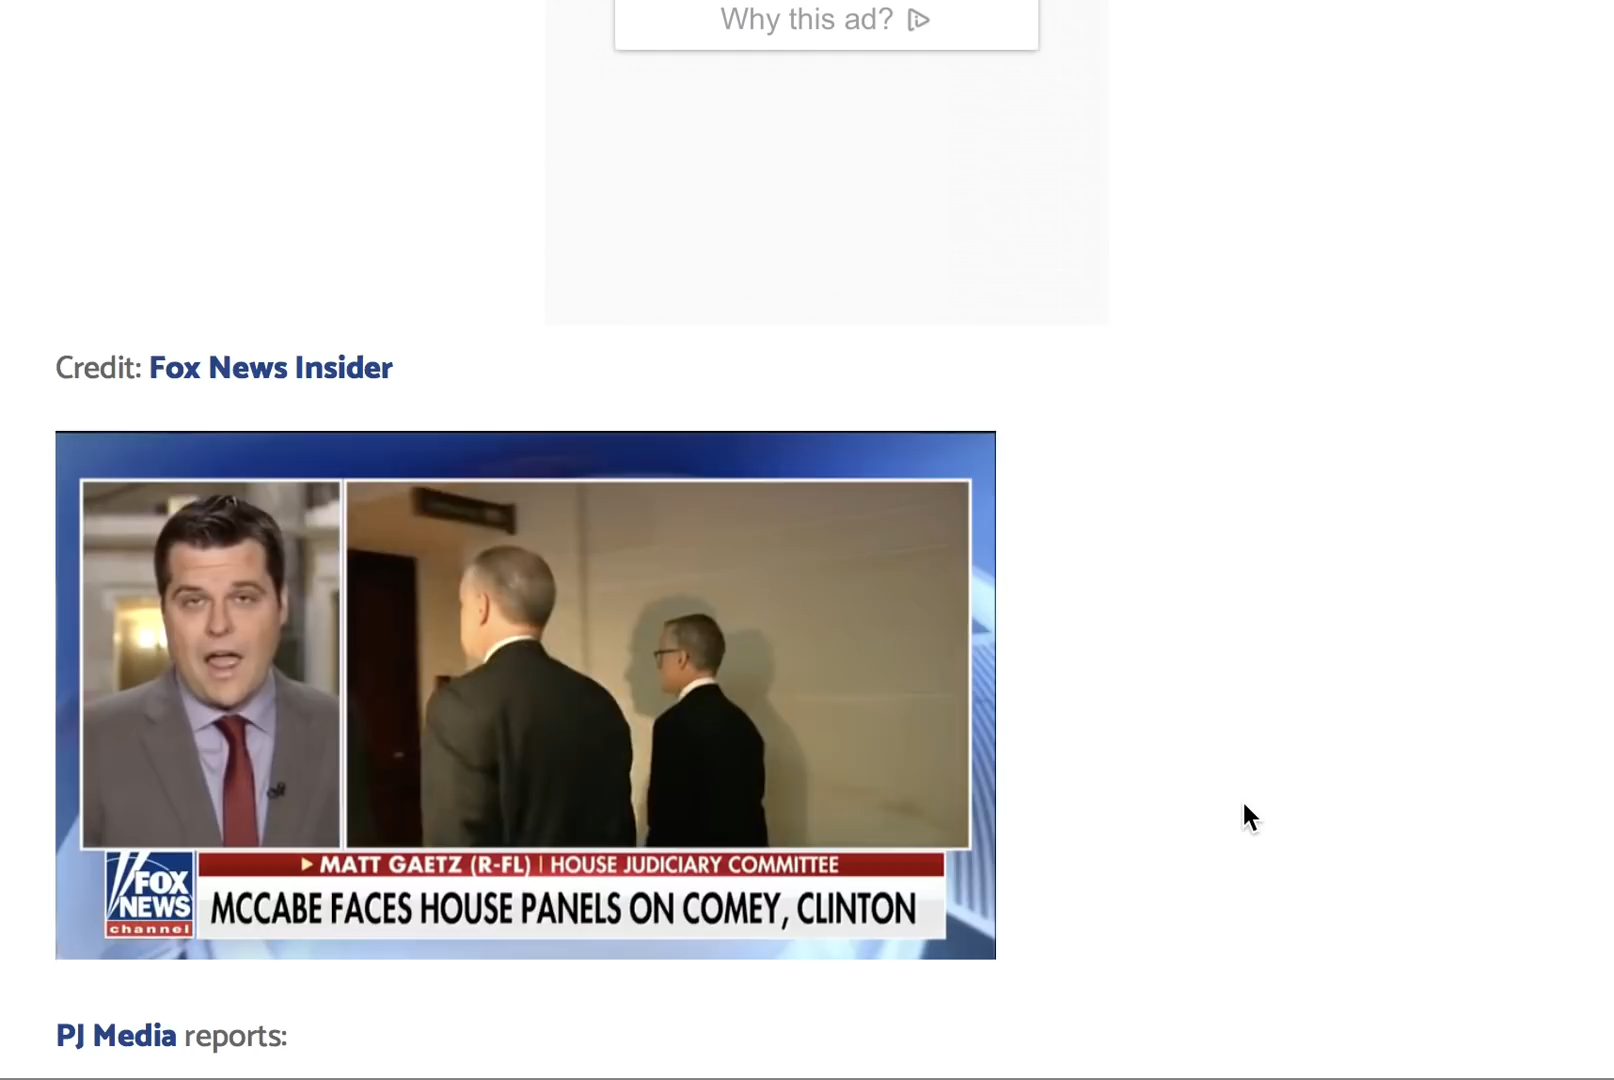 Why this ad?
Credit: Fox News Insider
MATT GAETZ (R-FL) | HOUSE JUDICIARY COMMITTEE
FOX
NEWS
channel
MCCABE FACES HOUSE PANELS ON COMEY, CLINTON
PJ Media reports: